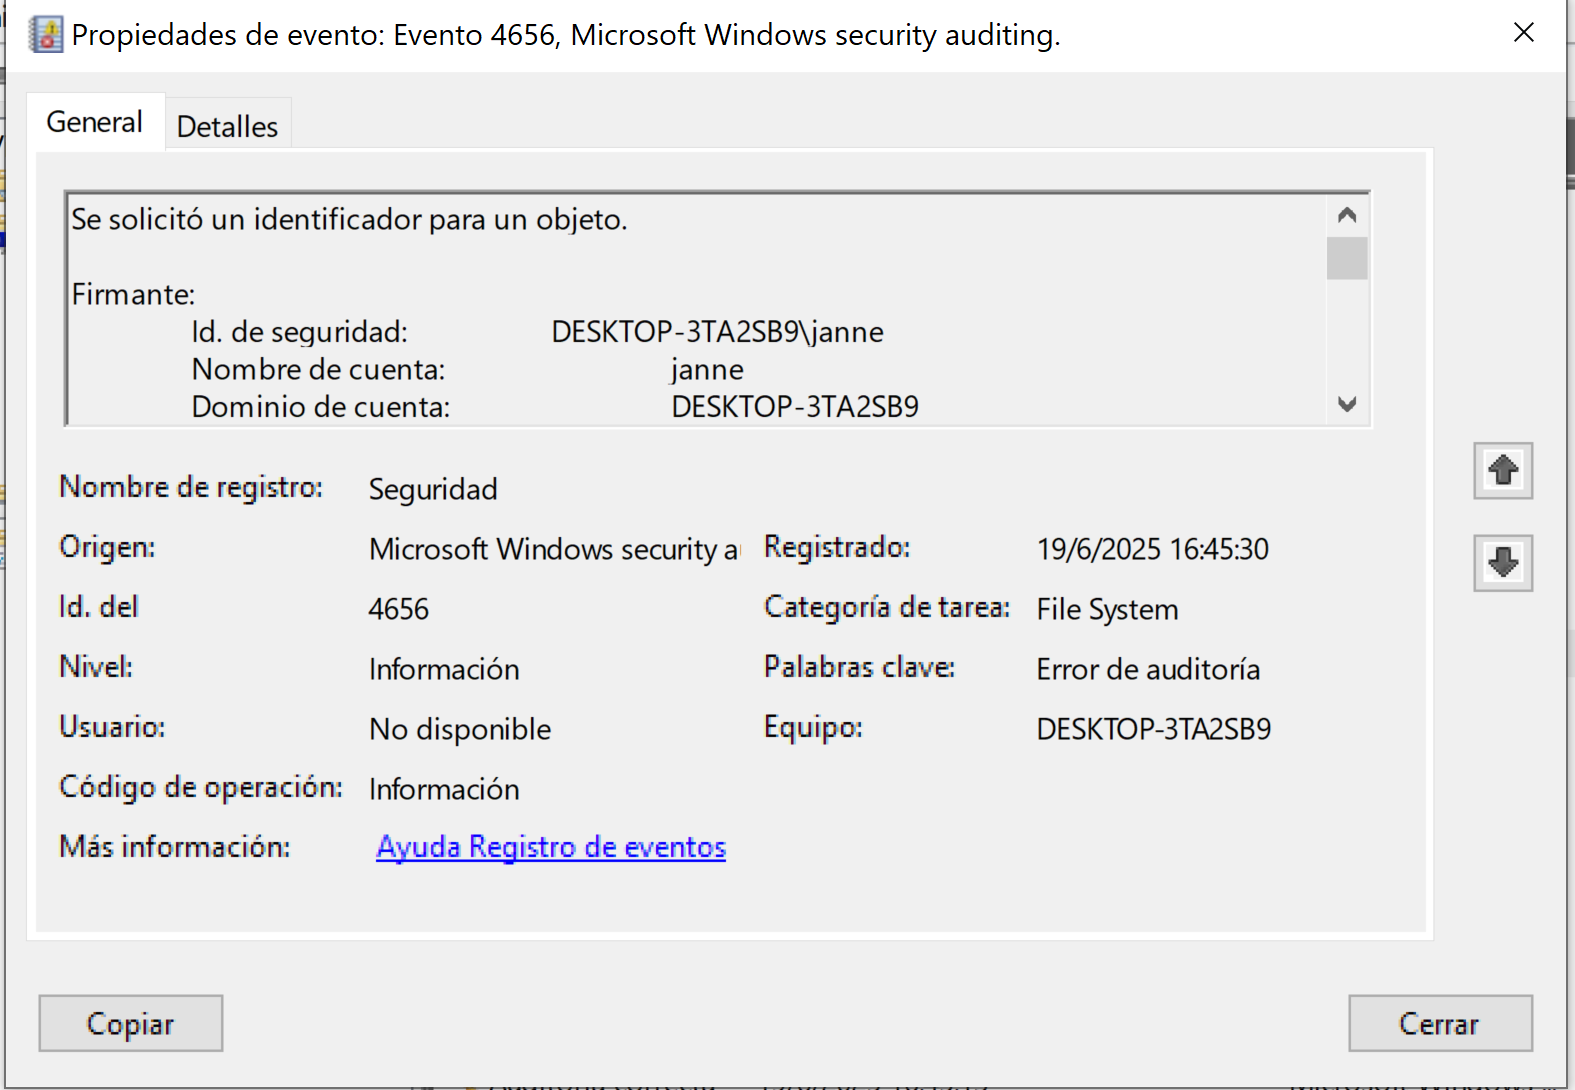 Propiedades de evento: Evento 4656, Microsoft Windows security auditing.
General
Detalles
Se solicitó un identificador para un objeto.
Firmante:
Id. de seguridad: DESKTOP-3TA2SB9\janne
Nombre de cuenta: janne
Dominio de cuenta: DESKTOP-3TA2SB9
Nombre de registro: Seguridad
Origen: Microsoft Windows security a Registrado: 19/6/2025 16:45:30
Id. del 4656 Categoría de tarea: File System
Nivel: Información Palabras clave: Error de auditoría
Usuario: No disponible Equipo: DESKTOP-3TA2SB9
Código de operación: Información
Más información: Ayuda Registro de eventos
Copiar
Cerrar